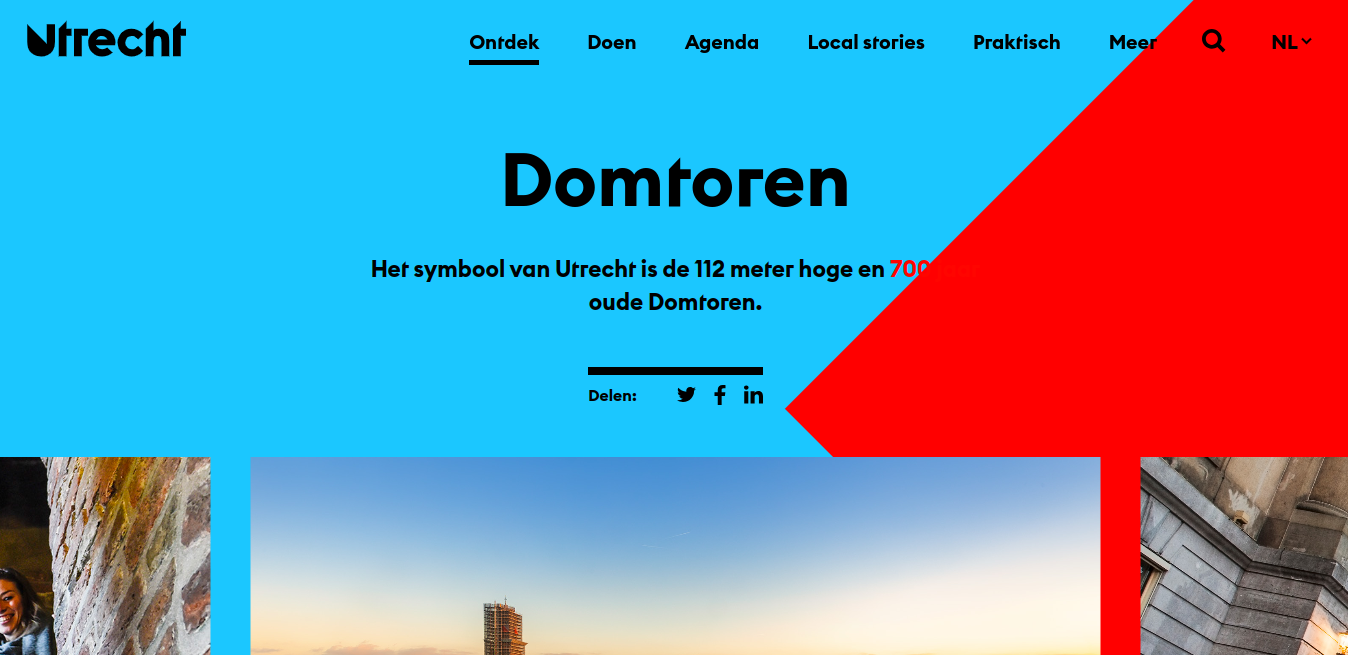 Utrecht
Ontdek Doen Agenda Local stories Praktisch Meer NL
Domtoren
Het symbool van Utrecht is de 112 meter hoge en 700 jaar
oude Domtoren.
Delen: